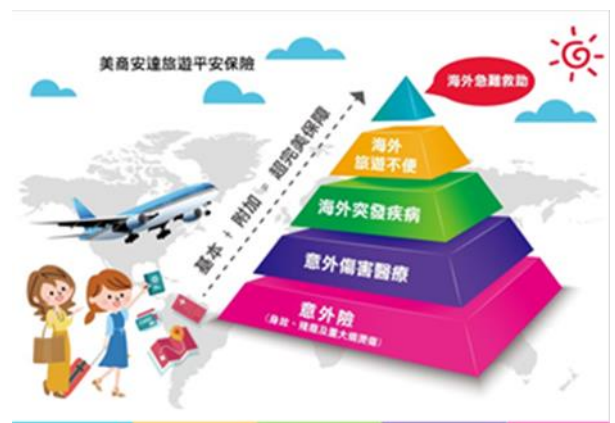 美商安達旅遊平安保險
海外急難救助
基本 + 附加 = 超完美保障
海外
旅遊不便
海外突發疾病
意外傷害醫療
意外險
(身故、殘廢及重大燒燙傷)